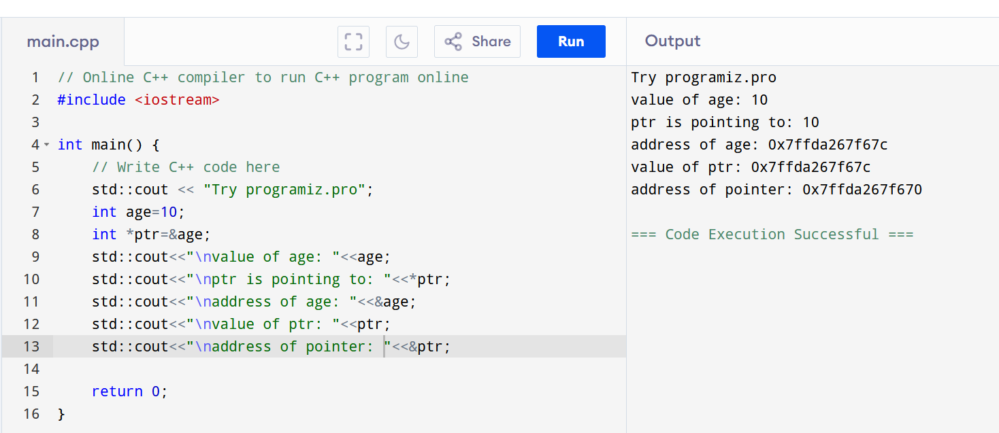 main.cpp
Share
Run
Output
1 // Online C++ compiler to run C++ program online
2 #include <iostream>
3
4 int main() {
5     // Write C++ code here
6     std::cout << "Try programiz.pro";
7     int age=10;
8     int *ptr=&age;
9     std::cout<<"\nvalue of age: "<<age;
10     std::cout<<"\nptr is pointing to: "<<*ptr;
11     std::cout<<"\naddress of age: "<<&age;
12     std::cout<<"\nvalue of ptr: "<<ptr;
13     std::cout<<"\naddress of pointer: "<<&ptr;
14
15     return 0;
16 }
Try programiz.pro
value of age: 10
ptr is pointing to: 10
address of age: 0x7ffda267f67c
value of ptr: 0x7ffda267f67c
address of pointer: 0x7ffda267f670
=== Code Execution Successful ===